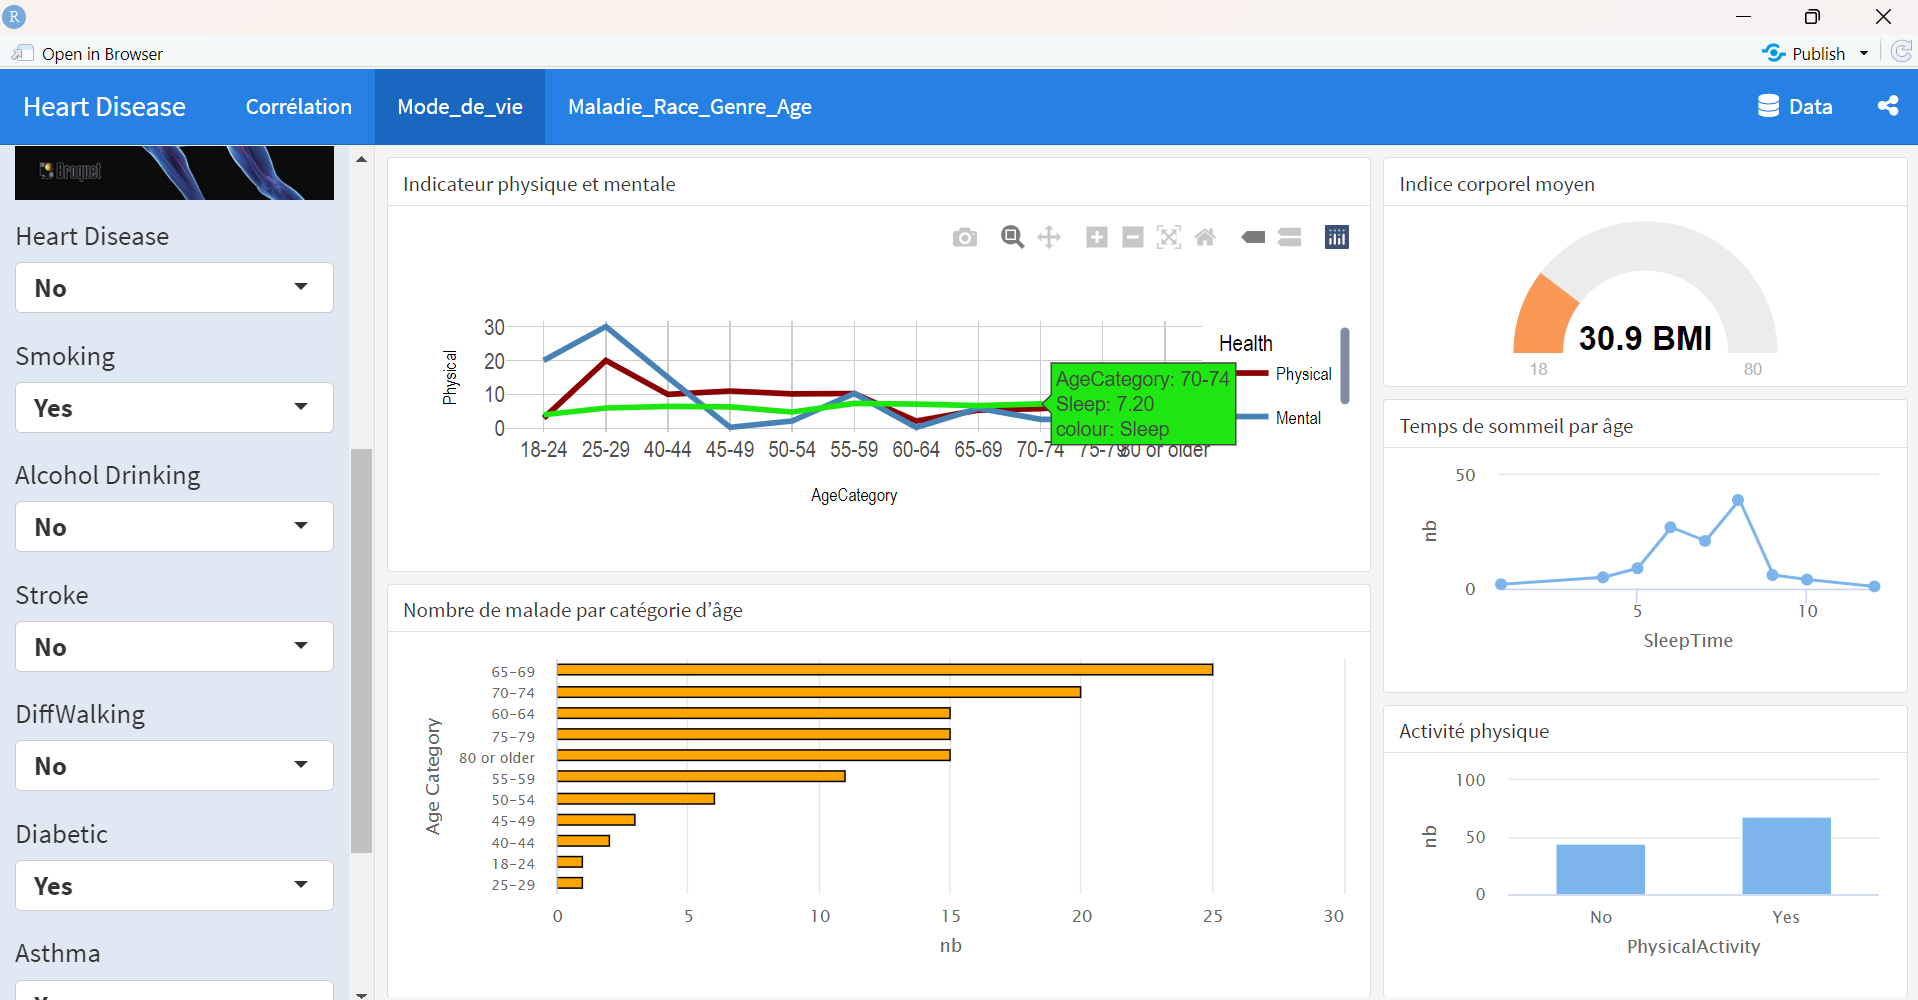 R
Open in Browser
Publish
Heart Disease
Corrélation
Mode_de_vie
Maladie_Race_Genre_Age
Data
Broquet
Heart Disease
No
Smoking
Yes
Alcohol Drinking
No
Stroke
No
DiffWalking
No
Diabetic
Yes
Asthma
Indicateur physique et mentale
30
20
10
0
Physical
18-24 25-29 40-44 45-49 50-54 55-59 60-64 65-69 70-74 75-79 80 or older
AgeCategory
Health
Physical
Mental
AgeCategory: 70-74
Sleep: 7.20
colour: Sleep
Nombre de malade par catégorie d’âge
Age Category
65-69
70-74
60-64
75-79
80 or older
55-59
50-54
45-49
40-44
18-24
25-29
0 5 10 15 20 25 30
nb
Indice corporel moyen
30.9 BMI
18 80
Temps de sommeil par âge
50
nb
0
5 10
SleepTime
Activité physique
100
nb
50
0
No Yes
PhysicalActivity